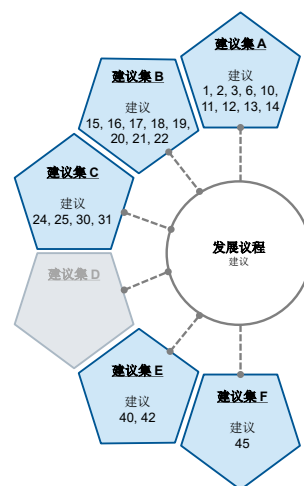 建议集 A
建议
1, 2, 3, 6, 10,
11, 12, 13, 14
建议集 B
建议
15, 16, 17, 18, 19,
20, 21, 22
建议集 C
建议
24, 25, 30, 31
发展议程
建议
建议集 D
建议集 E
建议
40, 42
建议集 F
建议
45